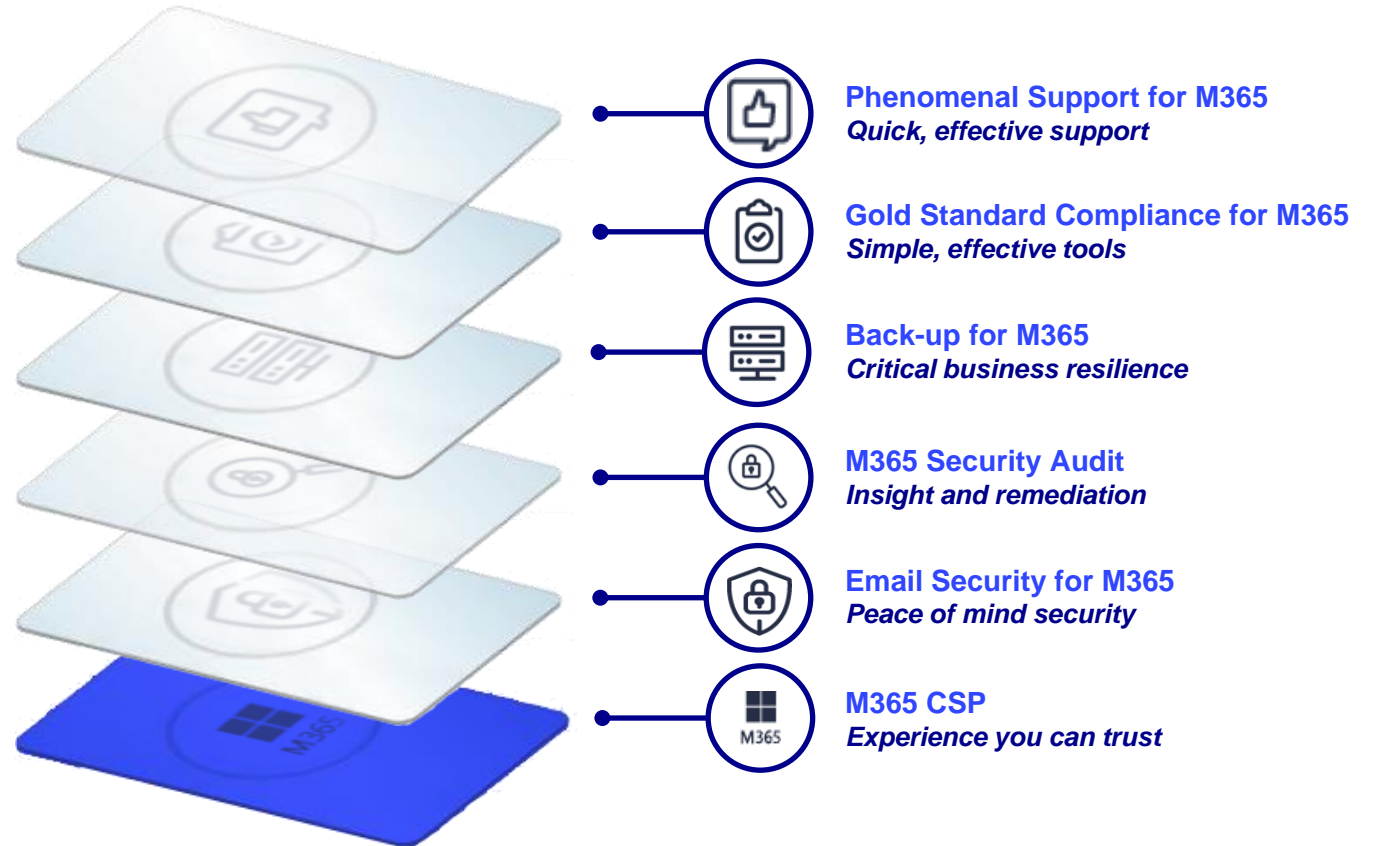 Phenomenal Support for M365
Quick, effective support
Gold Standard Compliance for M365
Simple, effective tools
Back-up for M365
Critical business resilience
M365 Security Audit
Insight and remediation
Email Security for M365
Peace of mind security
M365
M365
M365 CSP
Experience you can trust